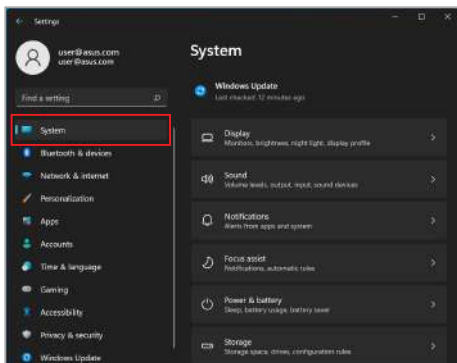 Settings
user@asus.com
user@asus.com
Find a setting
System
Bluetooth & devices
Network & internet
Personalization
Apps
Accounts
Time & language
Gaming
Accessibility
Privacy & security
Windows Update
System
Windows Update
Last checked: 12 minutes ago
Display
Monitors, brightness, night light, display profile
Sound
Volume levels, output, input, sound devices
Notifications
Alerts from apps and system
Focus assist
Notifications, automatic rules
Power & battery
Sleep, battery usage, battery saver
Storage
Storage space, drives, configuration rules